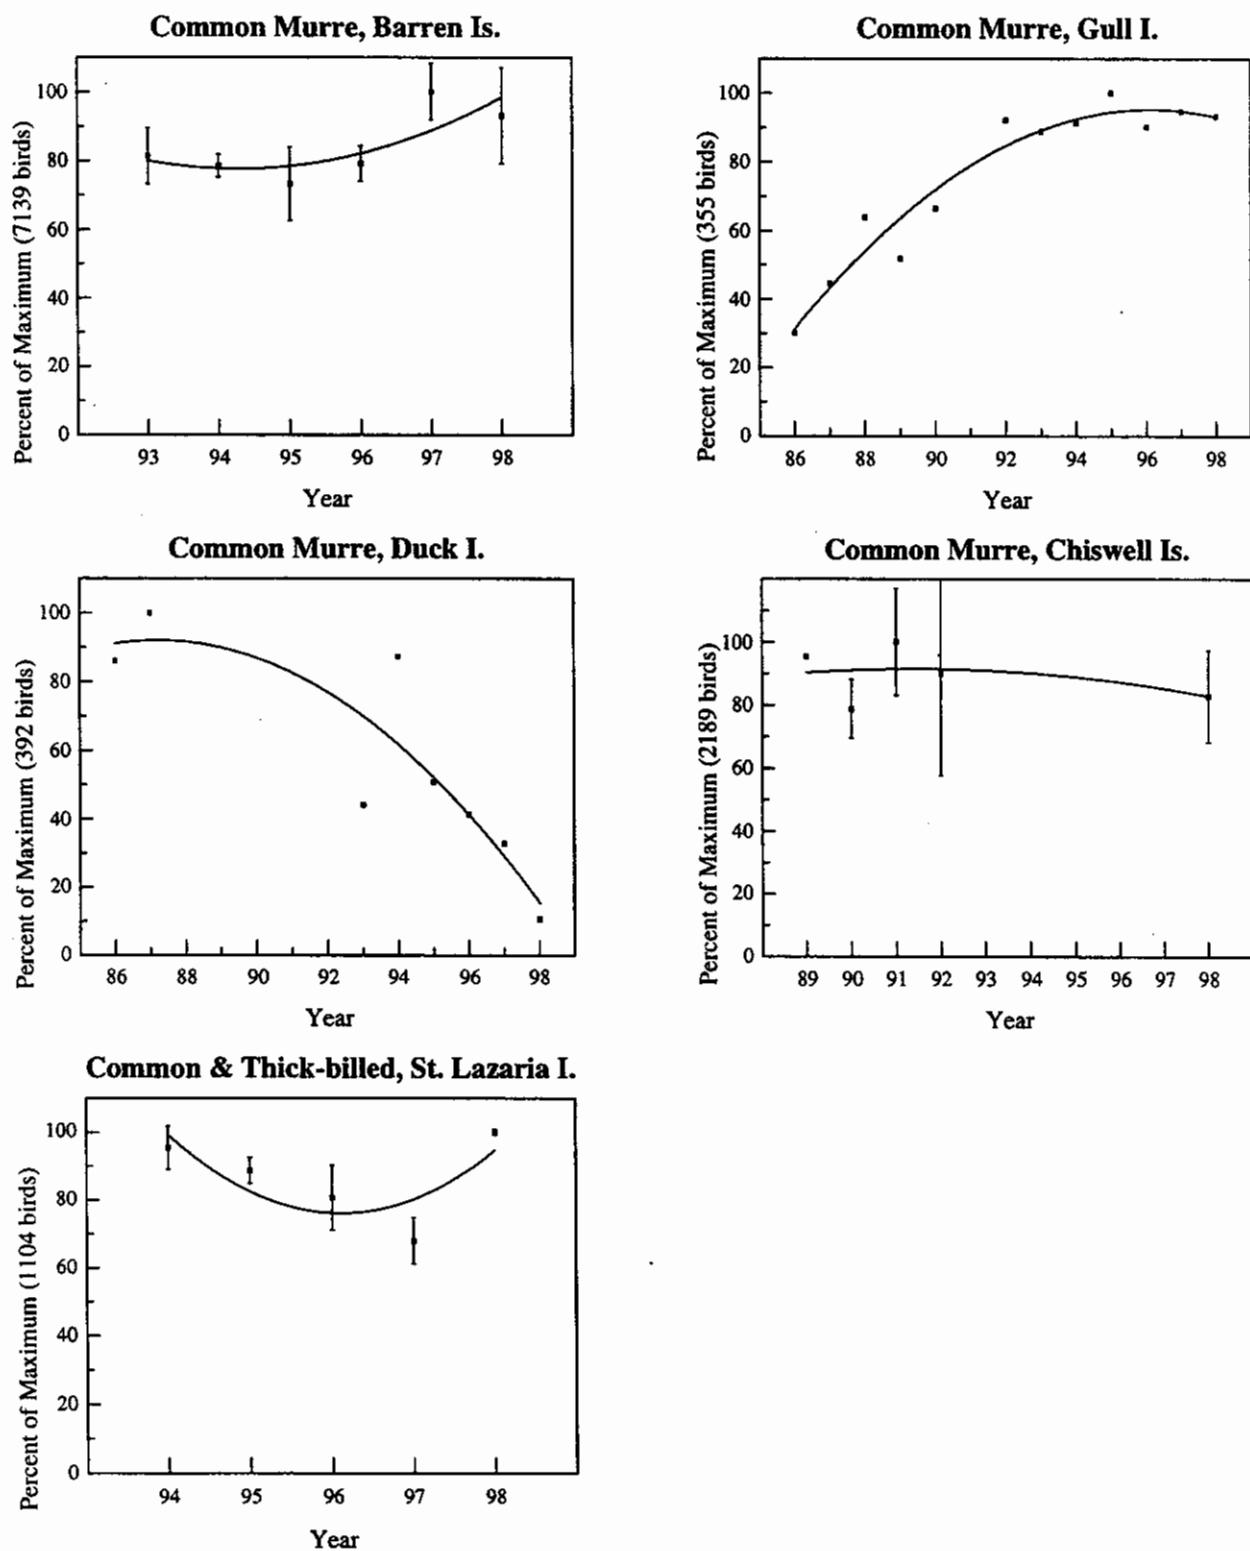 Common Murre, Barren Is.
Percent of Maximum (7139 birds)
100
80
60
40
20
0
93 94 95 96 97 98
Year
Common Murre, Gull I.
Percent of Maximum (355 birds)
100
80
60
40
20
0
86 88 90 92 94 96 98
Year
Common Murre, Duck I.
Percent of Maximum (392 birds)
100
80
60
40
20
0
86 88 90 92 94 96 98
Year
Common Murre, Chiswell Is.
Percent of Maximum (2189 birds)
100
80
60
40
20
0
89 90 91 92 93 94 95 96 97 98
Year
Common & Thick-billed, St. Lazaria I.
Percent of Maximum (1104 birds)
100
80
60
40
20
0
94 95 96 97 98
Year